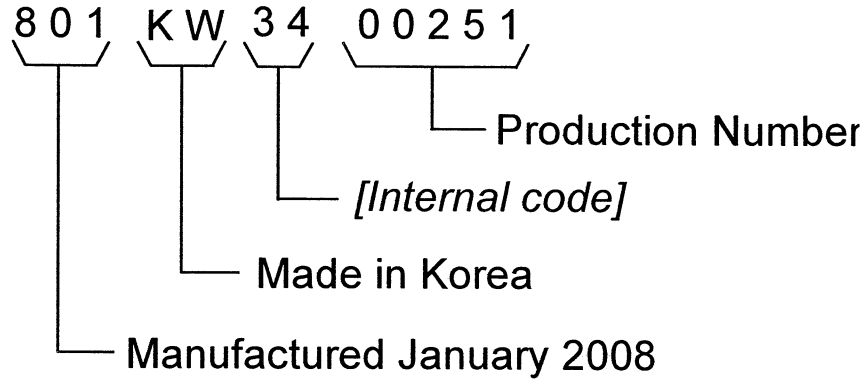 801 KW 34 00251
Production Number
[Internal code]
Made in Korea
Manufactured January 2008